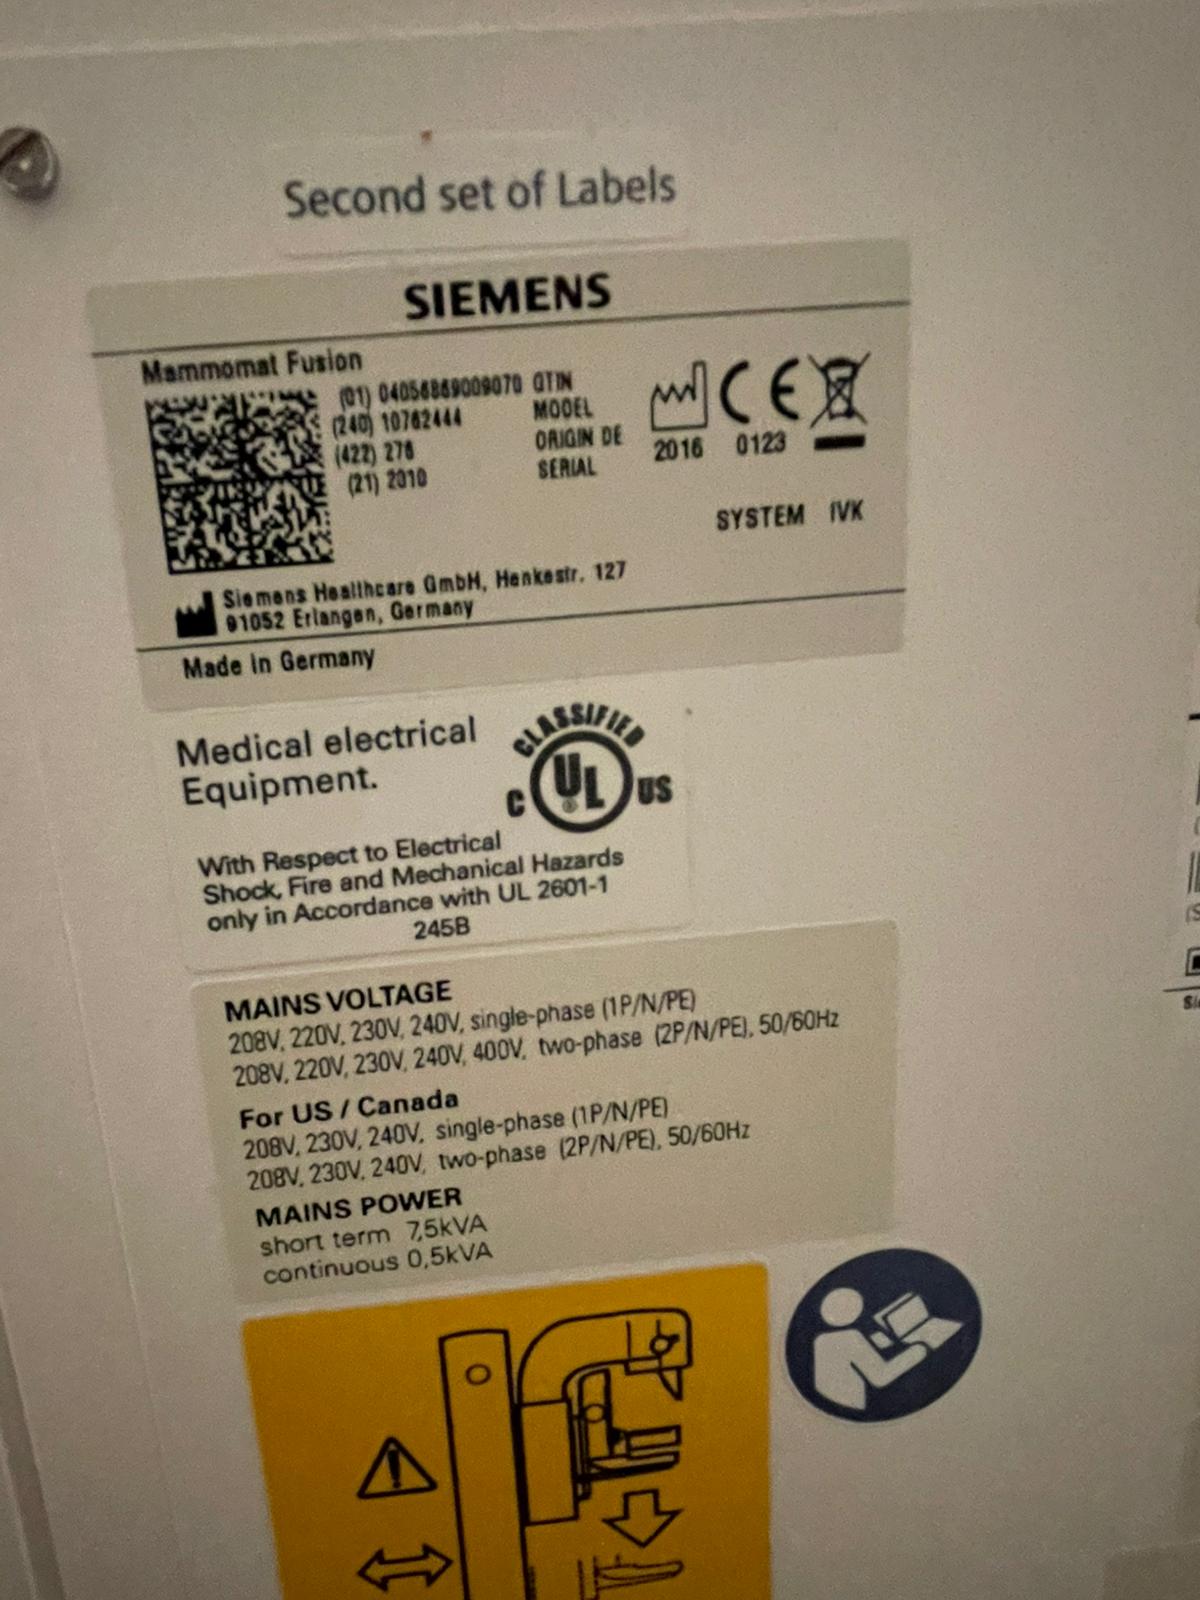 Second set of Labels
SIEMENS
Mammomat Fusion
(01) 04056869009070 GTIN
(240) 10762444 MODEL
(422) 276 ORIGIN DE
(21) 2010 SERIAL
2016 0123
SYSTEM IVK
Siemens Healthcare GmbH, Henkestr. 127
91052 Erlangen, Germany
Made in Germany
Medical electrical
Equipment.
CLASSIFIED
C UL ® US
With Respect to Electrical
Shock, Fire and Mechanical Hazards
only in Accordance with UL 2601-1
245B
MAINS VOLTAGE
208V, 220V, 230V, 240V, single-phase (1P/N/PE)
208V, 220V, 230V, 240V, 400V, two-phase (2P/N/PE), 50/60Hz
For US / Canada
208V, 230V, 240V, single-phase (1P/N/PE)
208V, 230V, 240V, two-phase (2P/N/PE), 50/60Hz
MAINS POWER
short term 7,5kVA
continuous 0,5kVA